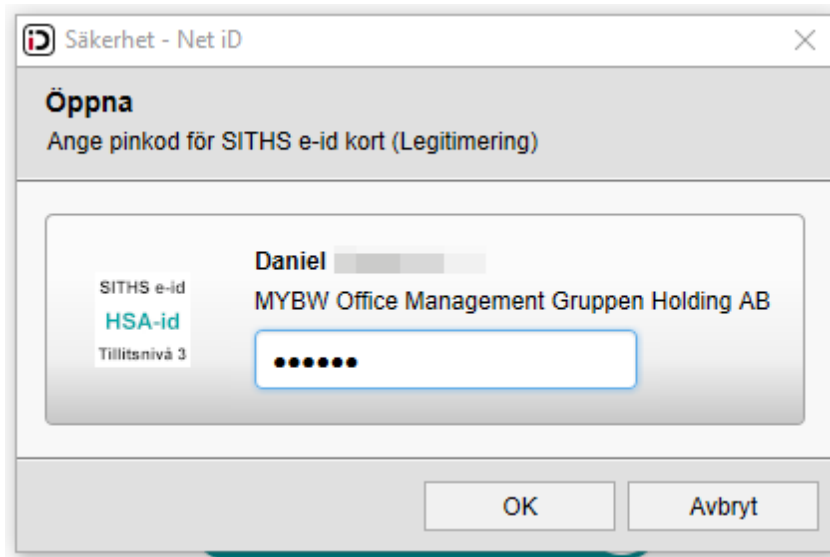 Säkerhet - Net iD
Öppna
Ange pinkod för SITHS e-id kort (Legitimering)
Daniel
SITHS e-id
HSA-id
Tillitsnivå 3
MYBW Office Management Gruppen Holding AB
••••••
OK
Avbryt